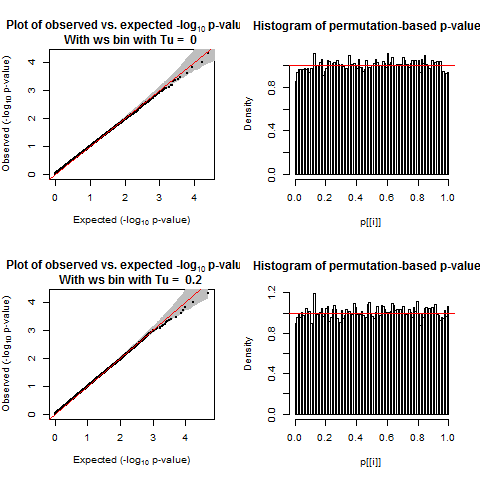 Plot of observed vs. expected -log10 p-valu
With ws bin with Tu = 0
Observed (-log10 p-value)
4
3
2
1
0
0 1 2 3 4
Expected (-log10 p-value)
Histogram of permutation-based p-value
Density
0.8
0.4
0.0
0.0 0.2 0.4 0.6 0.8 1.0
p[[i]]
Plot of observed vs. expected -log10 p-valu
With ws bin with Tu = 0.2
Observed (-log10 p-value)
4
3
2
1
0
0 1 2 3 4
Expected (-log10 p-value)
Histogram of permutation-based p-value
Density
1.2
0.8
0.4
0.0
0.0 0.2 0.4 0.6 0.8 1.0
p[[i]]